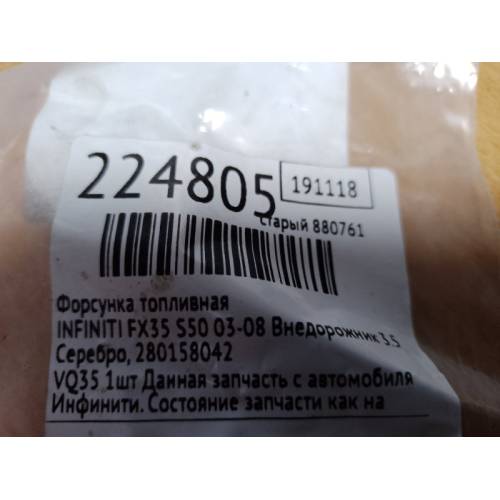 224805
191118
старый 880761
Форсунка топливная
INFINITI FX35 S50 03-08 Внедорожник 3.5
Серебро, 280158042
VQ35 1шт Данная запчасть с автомобиля
Инфинити. Состояние запчасти как на